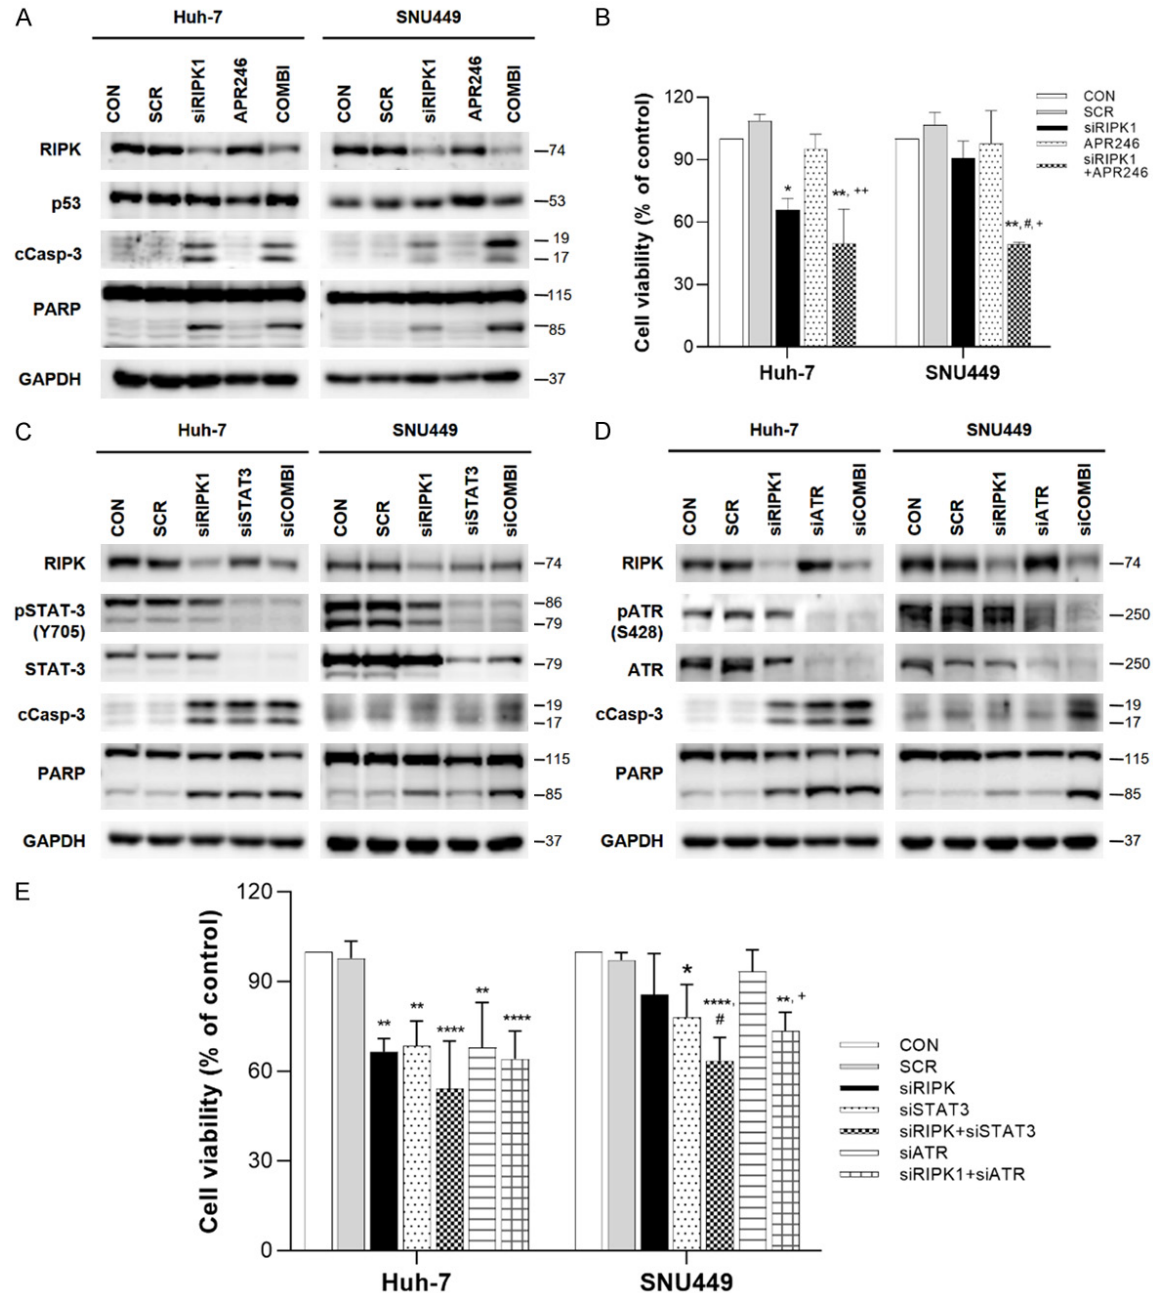 A
Huh-7
SNU449
CON
SCR
siRIPK1
APR246
COMBI
CON
SCR
siRIPK1
APR246
COMBI
RIPK
–74
p53
–53
cCasp-3
– 19
– 17
PARP
–115
–85
GAPDH
–37
B
Cell viability (% of control)
120
90
60
30
0
*
**, ++
**, #, +
Huh-7
SNU449
CON
SCR
siRIPK1
APR246
siRIPK1
+APR246
C
Huh-7
SNU449
CON
SCR
siRIPK1
siSTAT3
siCOMBI
CON
SCR
siRIPK1
siSTAT3
siCOMBI
RIPK
–74
pSTAT-3
(Y705)
–86
–79
STAT-3
–79
cCasp-3
–19
–17
PARP
–115
–85
GAPDH
–37
D
Huh-7
SNU449
CON
SCR
siRIPK1
siATR
siCOMBI
CON
SCR
siRIPK1
siATR
siCOMBI
RIPK
–74
pATR
(S428)
–250
ATR
–250
cCasp-3
–19
–17
PARP
–115
–85
GAPDH
–37
E
Cell viability (% of control)
120
90
60
30
0
**
**
****
**
****
*
****,
#
**, +
Huh-7
SNU449
CON
SCR
siRIPK
siSTAT3
siRIPK+siSTAT3
siATR
siRIPK1+siATR